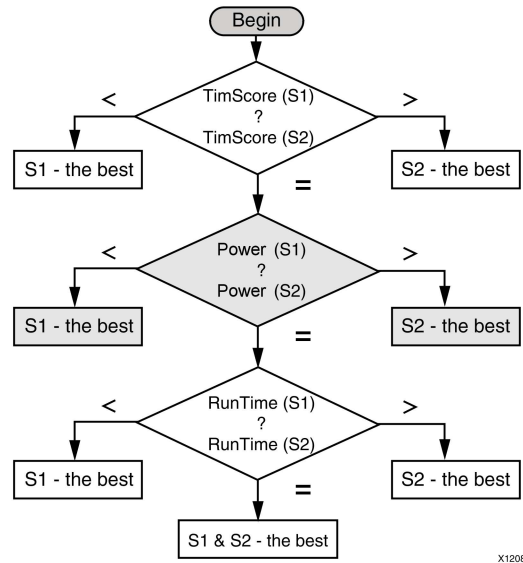 Begin
TimScore (S1)
?
TimScore (S2)
<
>
S1 - the best
S2 - the best
=
Power (S1)
?
Power (S2)
<
>
S1 - the best
S2 - the best
=
RunTime (S1)
?
RunTime (S2)
<
>
S1 - the best
S2 - the best
=
S1 & S2 - the best
X1208